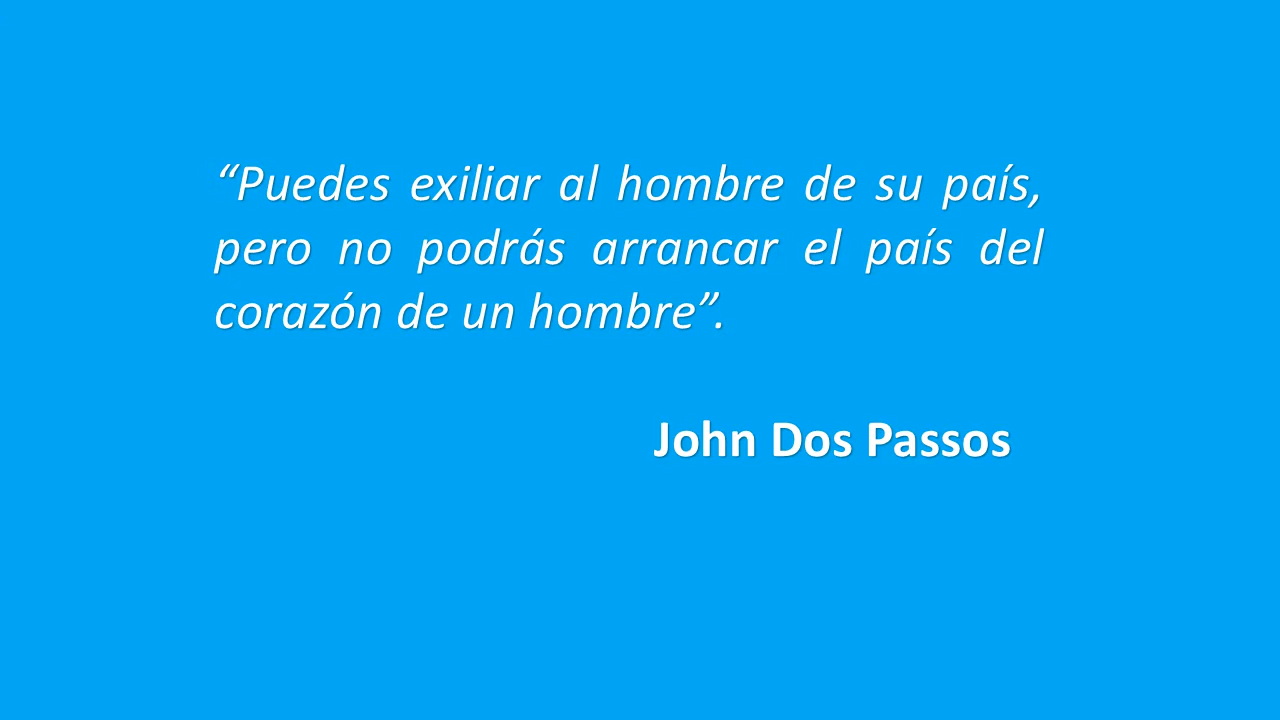 “Puedes exiliar al hombre de su país,
pero no podrás arrancar el país del
corazón de un hombre”.
John Dos Passos